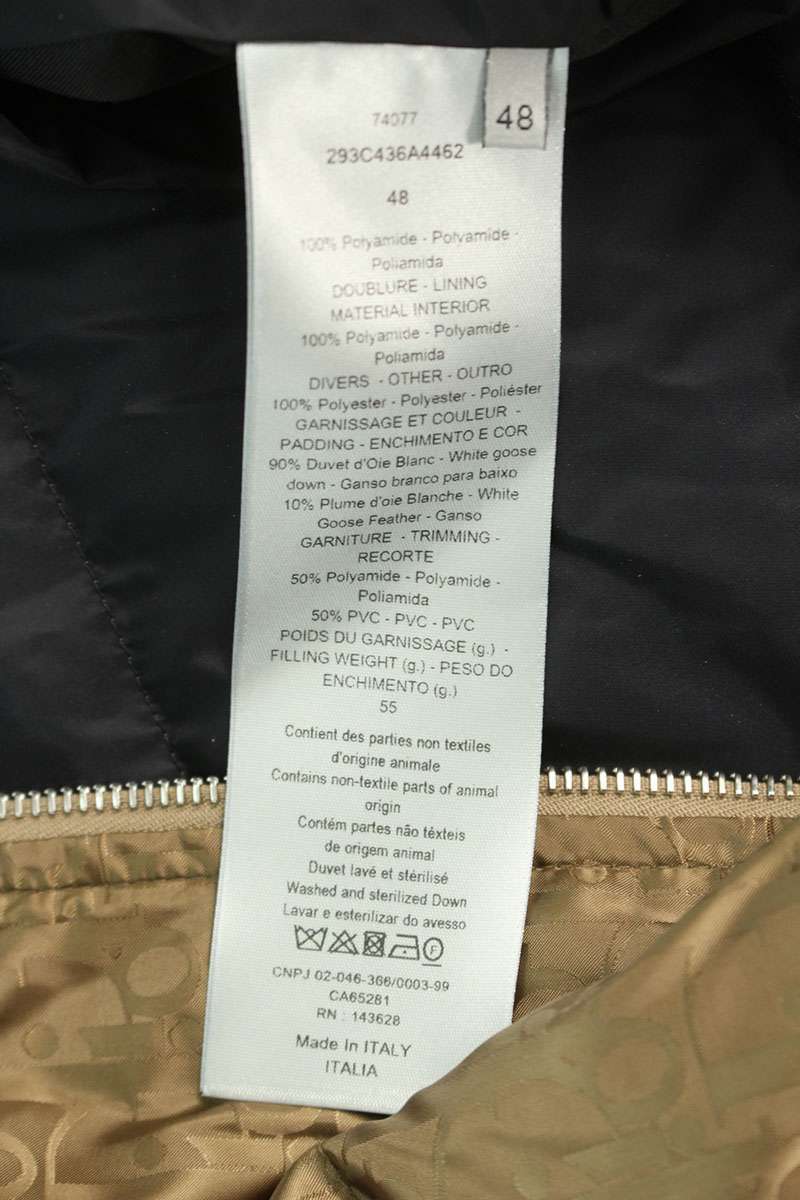 48
74077
293C436A4462
48
100% Polyamide - Polyamide -
Poliamida
DOUBLURE - LINING
MATERIAL INTERIOR
100% Polyamide - Polyamide -
Poliamida
DIVERS - OTHER - OUTRO
100% Polyester - Polyester - Poliéster
GARNISSAGE ET COULEUR -
PADDING - ENCHIMENTO E COR
90% Duvet d'Oie Blanc - White goose
down - Ganso branco para baixo
10% Plume d'oie Blanche - White
Goose Feather - Ganso
GARNITURE - TRIMMING -
RECORTE
50% Polyamide - Polyamide -
Poliamida
50% PVC - PVC - PVC
POIDS DU GARNISSAGE (g.) -
FILLING WEIGHT (g.) - PESO DO
ENCHIMENTO (g.)
55
Contient des parties non textiles
d'origine animale
Contains non-textile parts of animal
origin
Contém partes não têxteis
de origem animal
Duvet lavé et stérilisé
Washed and sterilized Down
Lavar e esterilizar do avesso
F
CNPJ 02-046-366/0003-99
CA65281
RN : 143628
Made In ITALY
ITALIA